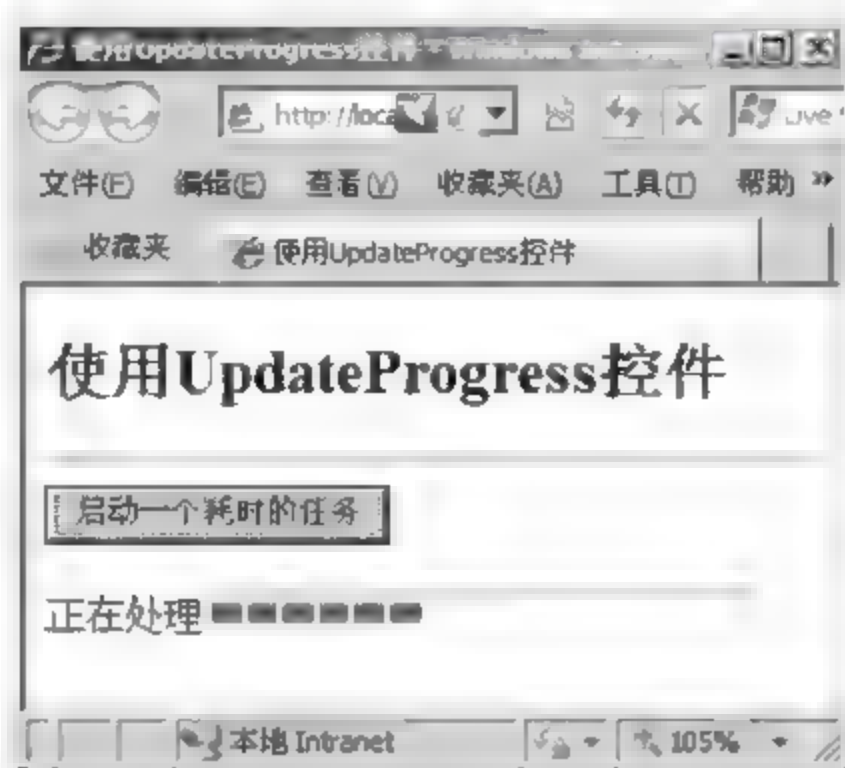 使用UpdateProgress控件 - Windows
http://loca
Live
文件(F) 编辑(E) 查看(V) 收藏夹(A) 工具(T) 帮助 »
收藏夹 使用UpdateProgress控件
使用UpdateProgress控件
启动一个耗时的任务
正在处理
本地 Intranet 105%